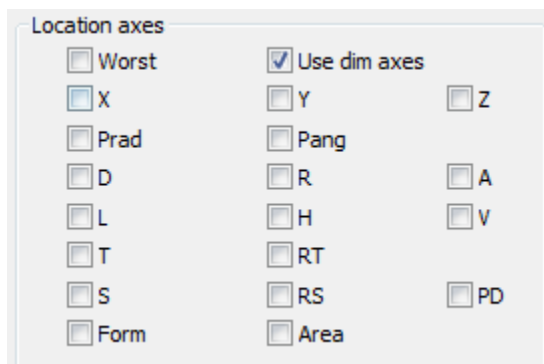 Location axes
Worst Use dim axes
X Y Z
Prad Pang
D R A
L H V
T RT
S RS PD
Form Area